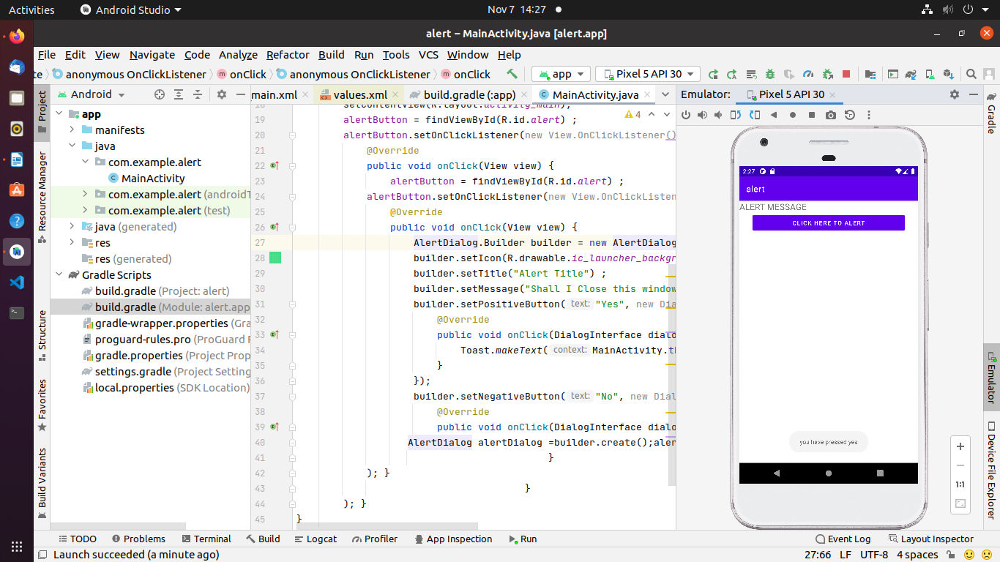 Activities Android Studio Nov 7 14:27
alert – MainActivity.java [alert.app]
File Edit View Navigate Code Analyze Refactor Build Run Tools VCS Window Help
te anonymous OnClickListener onClick anonymous OnClickListener onClick app Pixel 5 API 30
Project
Android
main.xml values.xml build.gradle (:app) MainActivity.java
Emulator: Pixel 5 API 30
Gradle
app
manifests
java
com.example.alert
MainActivity
com.example.alert (androidT
com.example.alert (test)
java (generated)
res
res (generated)
Gradle Scripts
build.gradle (Project: alert)
build.gradle (Module: alert.app
gradle-wrapper.properties (Gra
proguard-rules.pro (ProGuard R
gradle.properties (Project Prop
settings.gradle (Project Setting
local.properties (SDK Location)
Resource Manager
Structure
Favorites
Build Variants
4
18 setContentView(R.layout.activity_main);
19 alertButton = findViewById(R.id.alert) ;
20 alertButton.setOnClickListener(new View.OnClickListener()
21 @Override
22 public void onClick(View view) {
23 alertButton = findViewById(R.id.alert) ;
24 alertButton.setOnClickListener(new View.OnClickListen
25 @Override
26 public void onClick(View view) {
27 AlertDialog.Builder builder = new AlertDialog
28 builder.setIcon(R.drawable.ic_launcher_backgr
29 builder.setTitle("Alert Title") ;
30 builder.setMessage("Shall I Close this window
31 builder.setPositiveButton( text: "Yes", new Dia
32 @Override
33 public void onClick(DialogInterface dialo
34 Toast.makeText( context: MainActivity.th
35 }
36 });
37 builder.setNegativeButton( text: "No", new Dial
38 @Override
39 public void onClick(DialogInterface dialo
40 AlertDialog alertDialog =builder.create();aler
41 }
42 ); }
43 }
44 ); }
45 }
2:27
alert
ALERT MESSAGE
CLICK HERE TO ALERT
you have pressed yes
1:1
Emulator
Device File Explorer
TODO Problems Terminal Build Logcat Profiler App Inspection Run Event Log Layout Inspector
Launch succeeded (a minute ago) 27:66 LF UTF-8 4 spaces